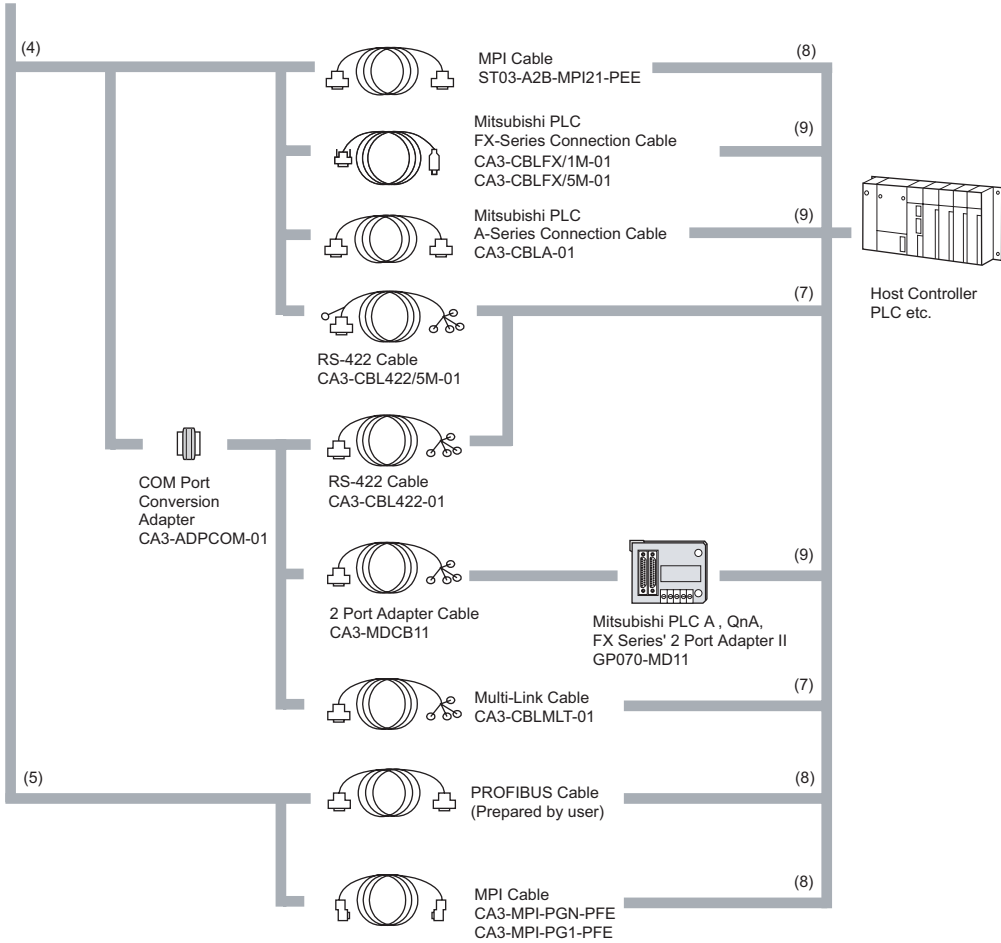 (4)
MPI Cable
ST03-A2B-MPI21-PEE
(8)
Mitsubishi PLC
FX-Series Connection Cable
CA3-CBLFX/1M-01
CA3-CBLFX/5M-01
(9)
Mitsubishi PLC
A-Series Connection Cable
CA3-CBLA-01
(9)
Host Controller
PLC etc.
(7)
RS-422 Cable
CA3-CBL422/5M-01
COM Port
Conversion
Adapter
CA3-ADPCOM-01
RS-422 Cable
CA3-CBL422-01
2 Port Adapter Cable
CA3-MDCB11
(9)
Mitsubishi PLC A , QnA,
FX Series' 2 Port Adapter II
GP070-MD11
Multi-Link Cable
CA3-CBLMLT-01
(7)
(5)
PROFIBUS Cable
(Prepared by user)
(8)
MPI Cable
CA3-MPI-PGN-PFE
CA3-MPI-PG1-PFE
(8)